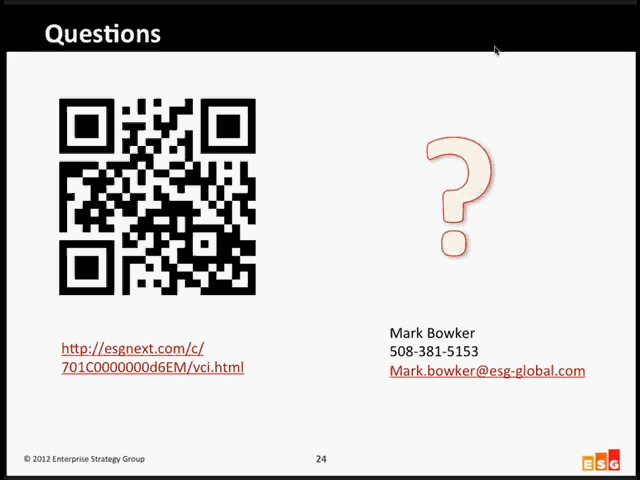 Questions
?
http://esgnext.com/c/
701C0000000d6EM/vci.html
Mark Bowker
508-381-5153
Mark.bowker@esg-global.com
© 2012 Enterprise Strategy Group
24
ESG